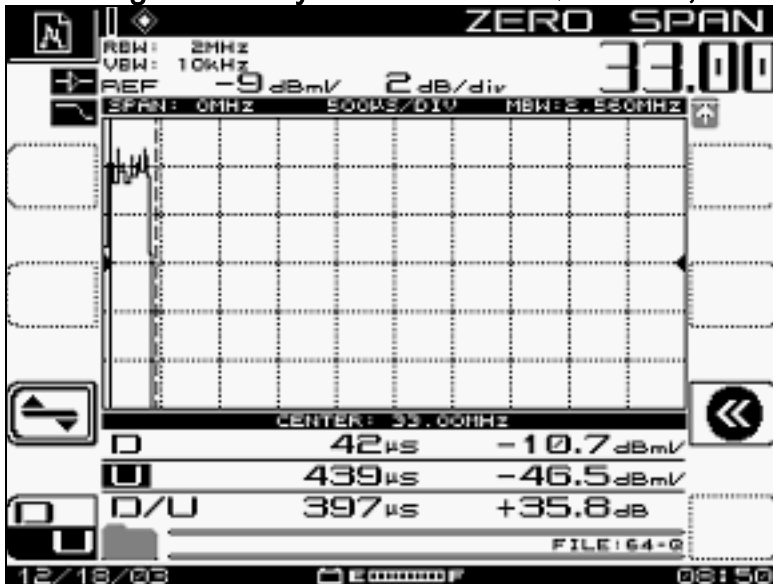 ZERO SPAN
33.00
RBW: 2MHz
VBW: 10kHz
REF -9 dBmV 2 dB/div
SPAN: 0MHz 500µS/DIV MBW:2.560MHz
CENTER: 33.00MHz
D 42µs -10.7dBmV
U 439µs -46.5dBmV
D/U 397µs +35.8dB
D
U
FILE:64-Q
12/18/03 E F 08:50